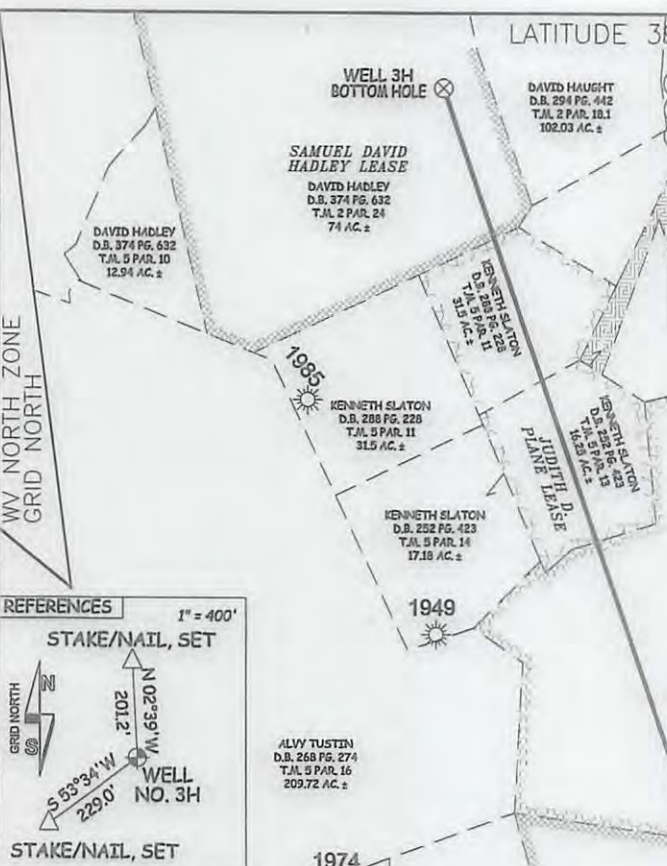 LATITUDE 3
WELL 3H
BOTTOM HOLE
DAVID HAUGHT
D.B. 294 PG. 442
T.M. 2 PAR. 18.1
102.03 AC. ±
SAMUEL DAVID
HADLEY LEASE
DAVID HADLEY
D.B. 374 PG. 632
T.M. 2 PAR. 24
74 AC. ±
DAVID HADLEY
D.B. 374 PG. 632
T.M. 5 PAR. 10
12.94 AC. ±
KENNETH SLATON
D.B. 288 PG. 228
T.M. 5 PAR. 11
31.5 AC. ±
WV NORTH ZONE
GRID NORTH
1985
KENNETH SLATON
D.B. 288 PG. 228
T.M. 5 PAR. 11
31.5 AC. ±
KENNETH SLATON
D.B. 252 PG. 423
T.M. 5 PAR. 13
16.25 AC. ±
JUDITH D.
PLANE LEASE
KENNETH SLATON
D.B. 252 PG. 423
T.M. 5 PAR. 14
17.18 AC. ±
1949
REFERENCES
1" = 400'
STAKE/NAIL, SET
GRID NORTH
N
S
N 02°39'W
201.2'
WELL
NO. 3H
S 53°34'W
229.0'
STAKE/NAIL, SET
ALVY TUSTIN
D.B. 268 PG. 274
T.M. 5 PAR. 16
209.72 AC. ±
1974